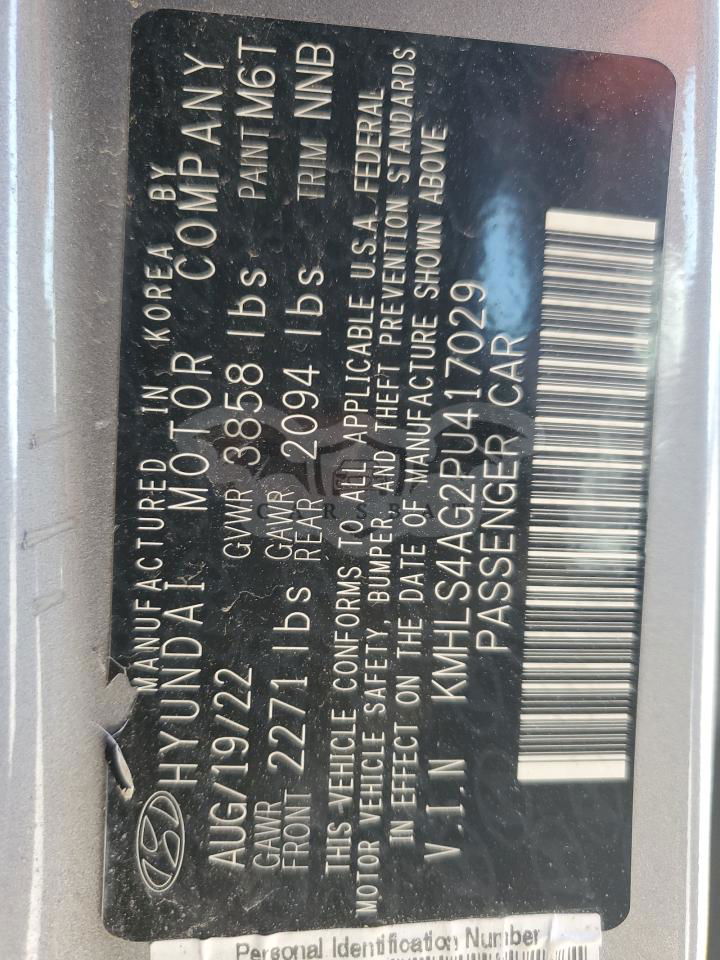 MANUFACTURED IN KOREA BY
HYUNDAI MOTOR COMPANY
AUG/19/22 GVWR 3858 lbs PAINT M6T
GAWR FRONT 2271 lbs GAWR REAR 2094 lbs TRIM NNB
THIS VEHICLE CONFORMS TO ALL APPLICABLE U.S.A. FEDERAL
MOTOR VEHICLE SAFETY, BUMPER, AND THEFT PREVENTION STANDARDS
IN EFFECT ON THE DATE OF MANUFACTURE SHOWN ABOVE
V.I.N KMHLS4AG2PU417029
PASSENGER CAR
Personal Identification Number